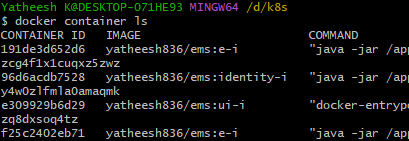 Yatheesh K@DESKTOP-071HE93 MINGW64 /d/k8s
$ docker container ls
CONTAINER ID IMAGE COMMAND
191de3d652d6 yatheesh836/ems:e-i "java -jar /app
zcg4f1x1cuqxz5zwz
96d6acdb7528 yatheesh836/ems:identity-i "java -jar /app
y4w0zlfmla0amaqmk
e309929b6d29 yatheesh836/ems:ui-i "docker-entrypo
zq8dxsoq4tz
f25c2402eb71 yatheesh836/ems:e-i "java -jar /app